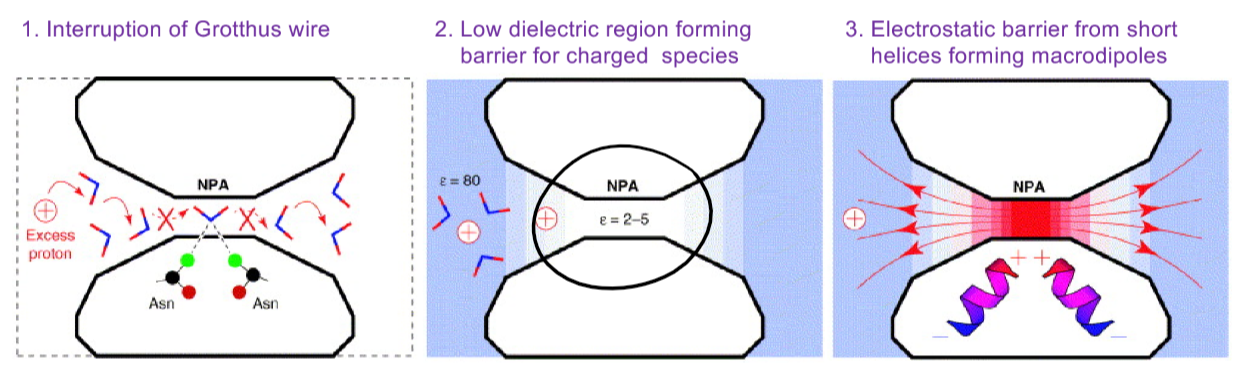 1. Interruption of Grotthus wire
NPA
Excess
proton
Asn
Asn
2. Low dielectric region forming
barrier for charged species
ε = 80
NPA
ε = 2–5
3. Electrostatic barrier from short
helices forming macrodipoles
NPA